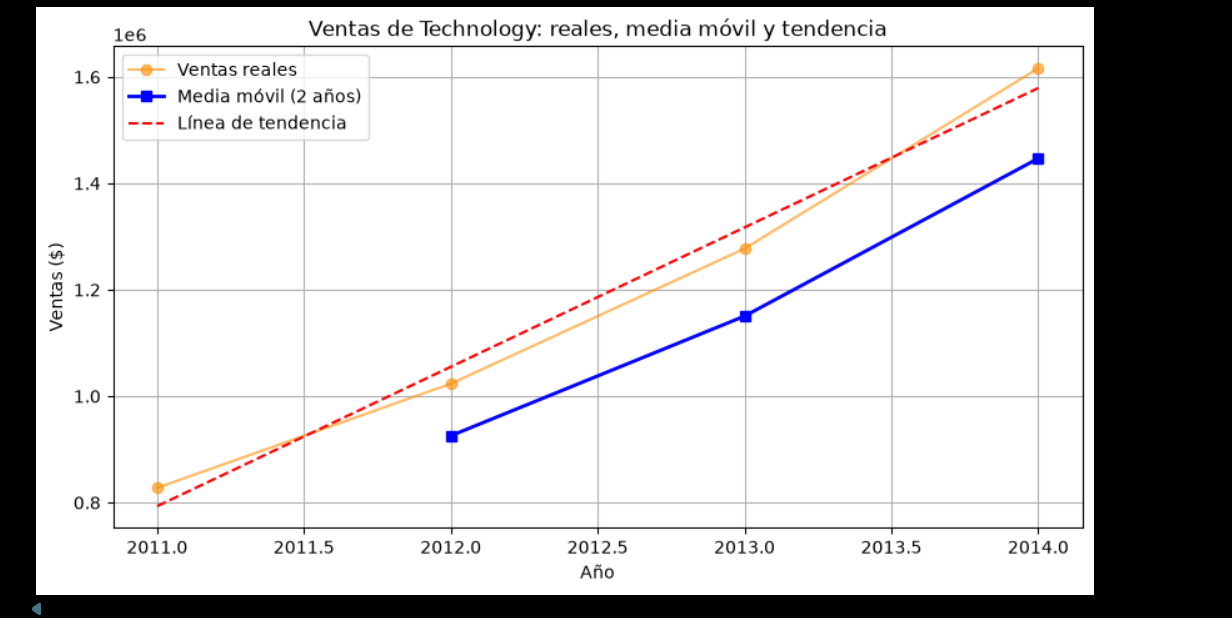 Ventas de Technology: reales, media móvil y tendencia
1e6
Ventas reales
Media móvil (2 años)
Línea de tendencia
1.6
1.4
1.2
1.0
0.8
Ventas ($)
2011.0 2011.5 2012.0 2012.5 2013.0 2013.5 2014.0
Año